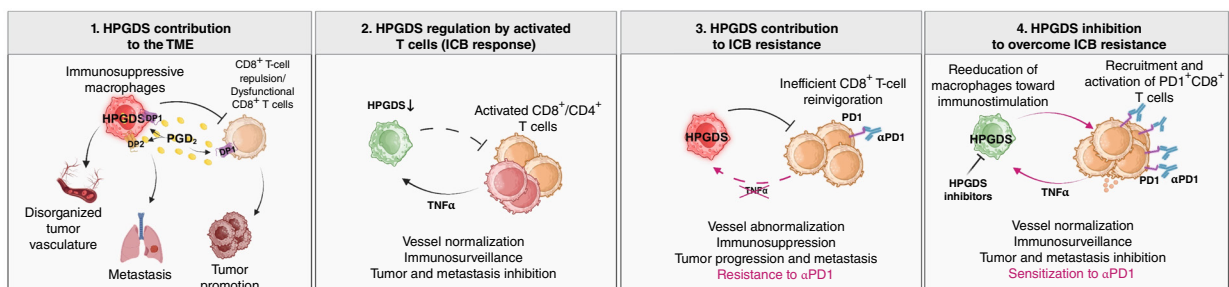 1. HPGDS contribution
to the TME
Immunosuppressive
macrophages
CD8+ T-cell
repulsion/
Dysfunctional
CD8+ T cells
HPGDS
DP1
DP2
PGD2
DP1
Disorganized
tumor
vasculature
Metastasis
Tumor
promotion
2. HPGDS regulation by activated
T cells (ICB response)
HPGDS↓
Activated CD8+/CD4+
T cells
TNFα
Vessel normalization
Immunosurveillance
Tumor and metastasis inhibition
3. HPGDS contribution
to ICB resistance
Inefficient CD8+ T-cell
reinvigoration
PD1
αPD1
HPGDS
TNFα
Vessel abnormalization
Immunosuppression
Tumor progression and metastasis
Resistance to αPD1
4. HPGDS inhibition
to overcome ICB resistance
Reeducation of
macrophages toward
immunostimulation
Recruitment and
activation of PD1+CD8+
T cells
HPGDS
HPGDS
inhibitors
TNFα
PD1
αPD1
Vessel normalization
Immunosurveillance
Tumor and metastasis inhibition
Sensitization to αPD1